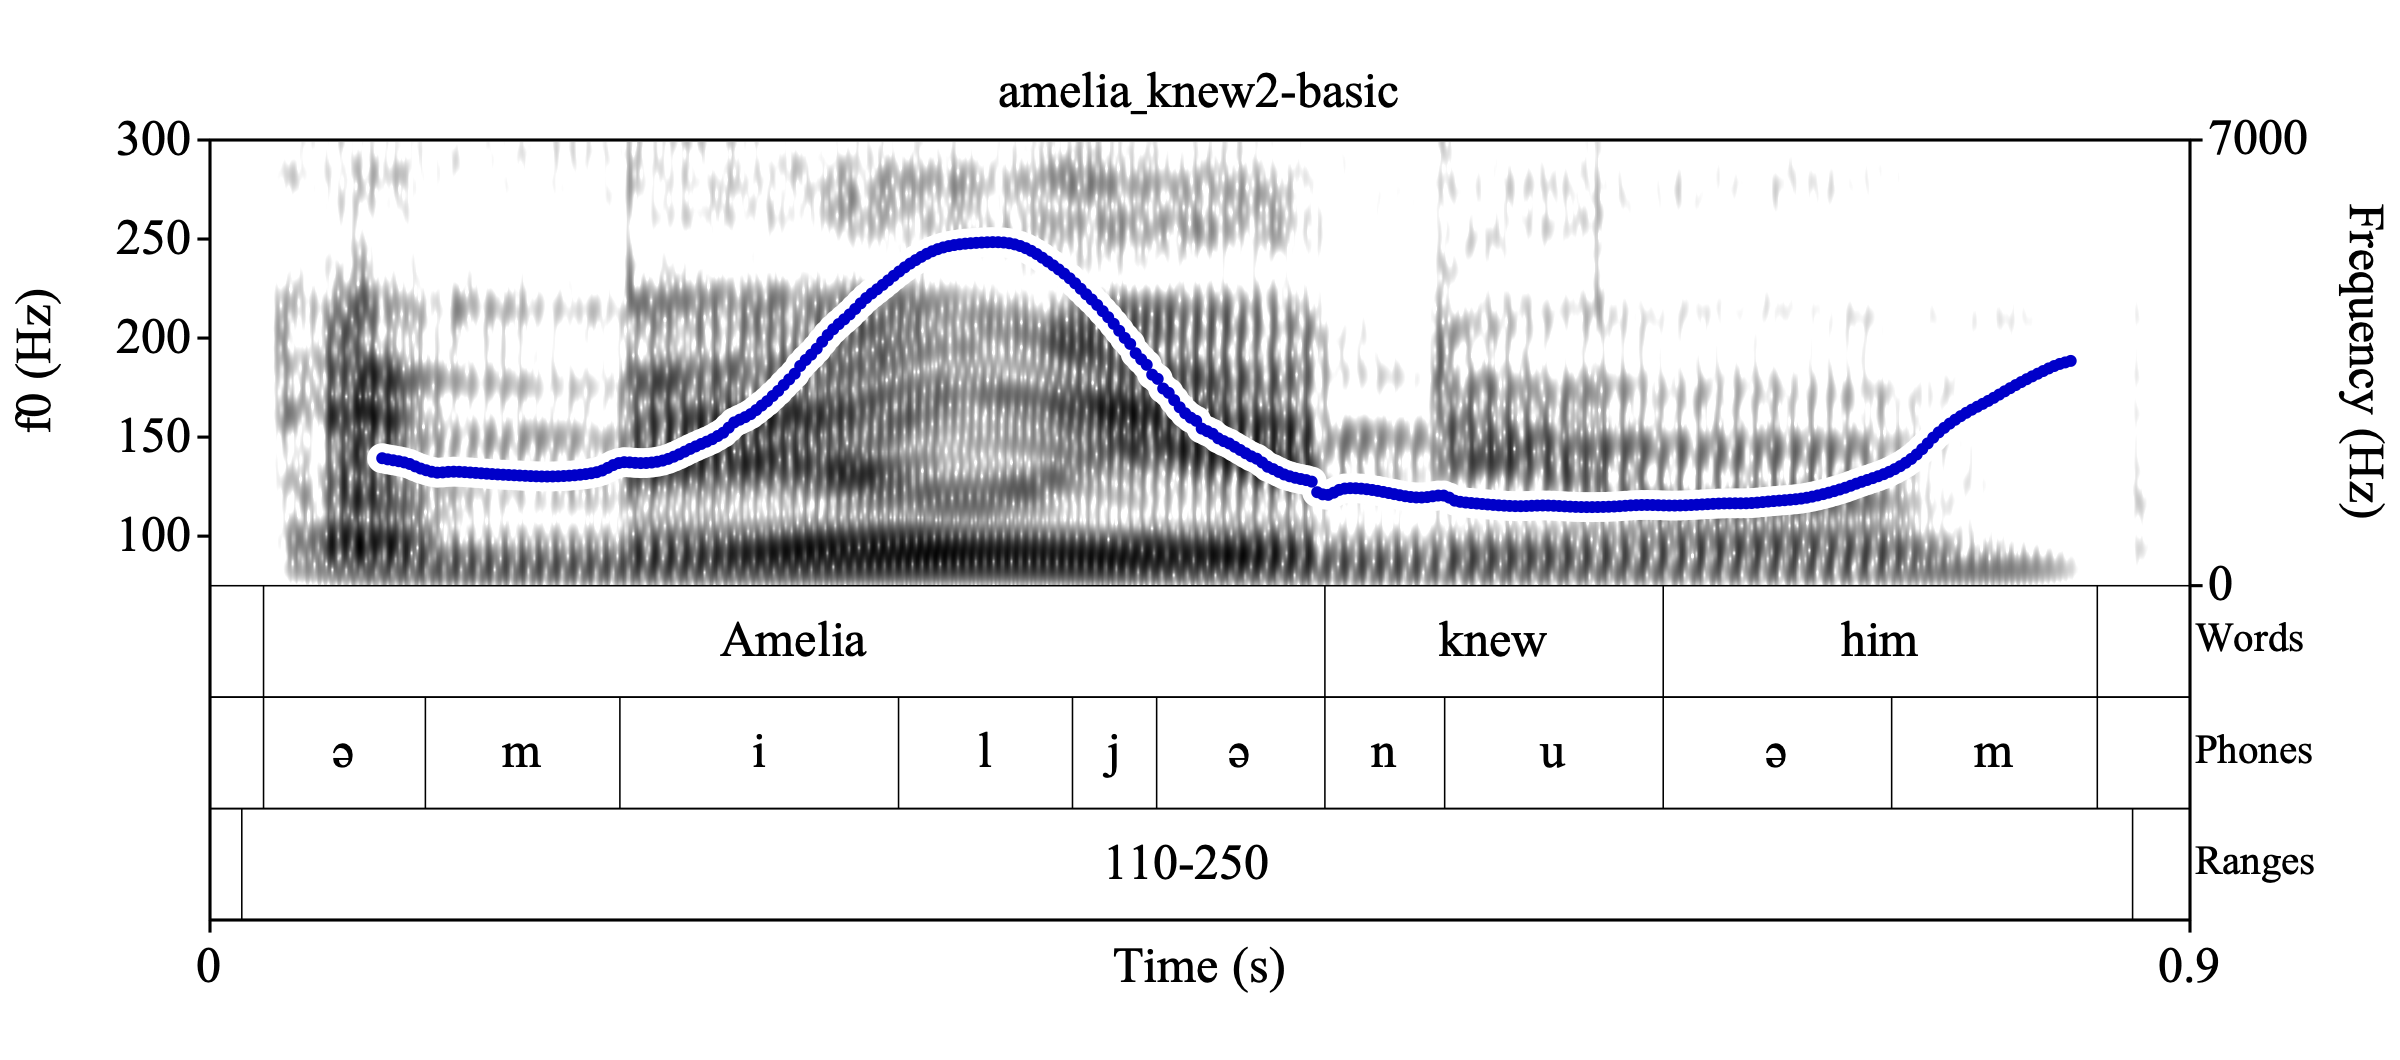 amelia_knew2-basic
300
250
200
150
100
f0 (Hz)
7000
0
Frequency (Hz)
Amelia knew him Words
ə m i l j ə n u ə m Phones
110-250 Ranges
0 Time (s) 0.9